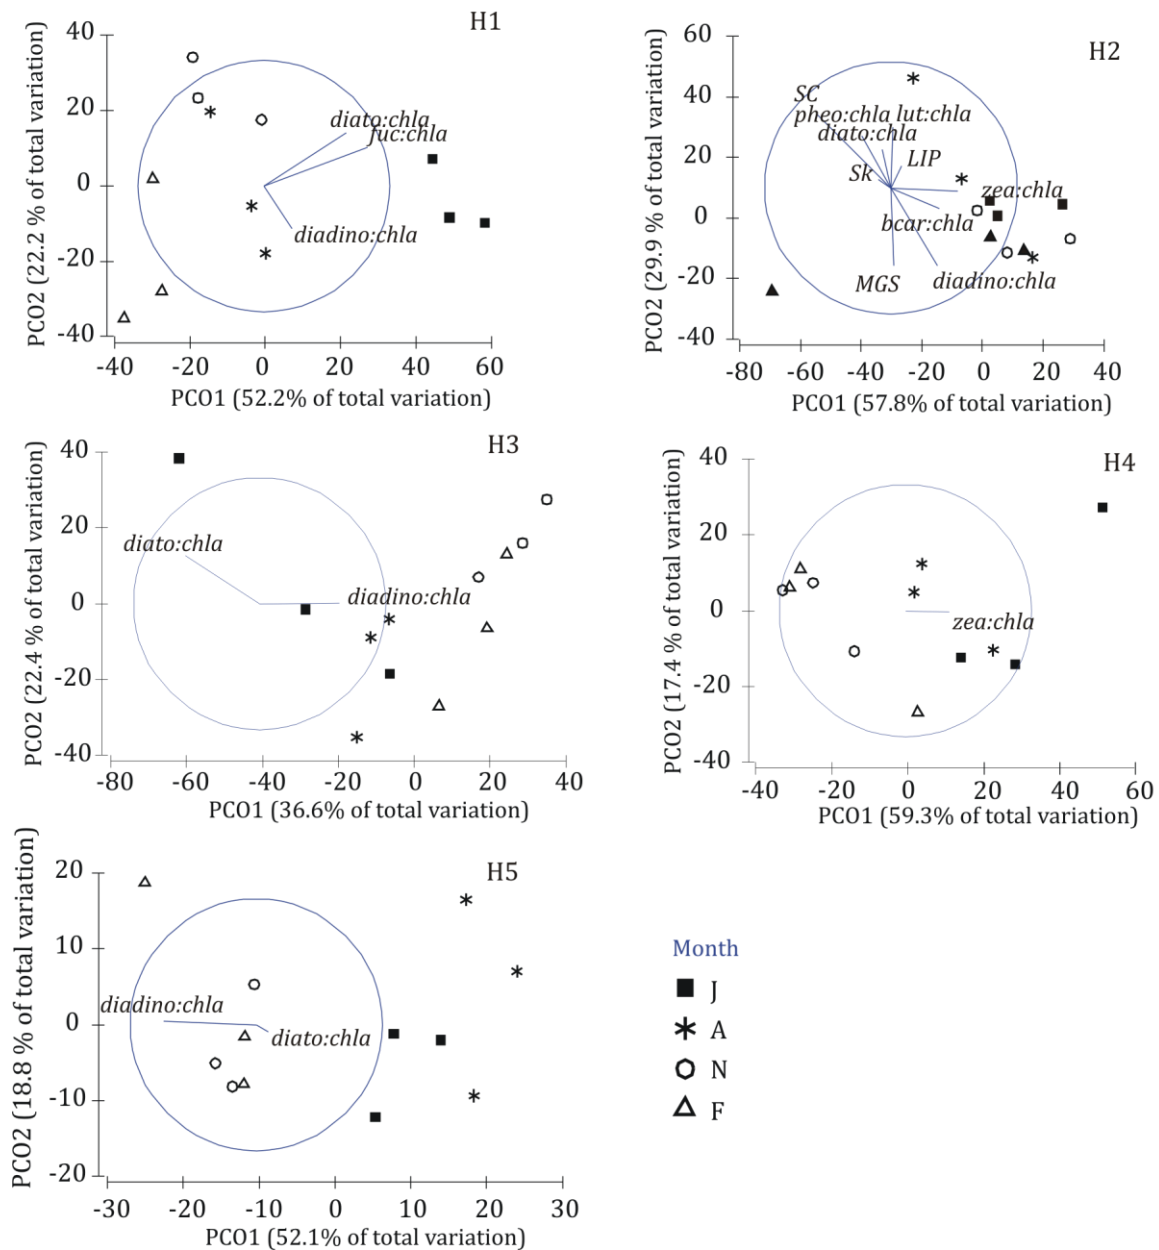 H1
40
20
0
-20
-40
PCO2 (22.2 % of total variation)
diato:chla
fuc:chla
diadino:chla
-40 -20 0 20 40 60
PCO1 (52.2% of total variation)
H2
60
40
20
0
-20
-40
PCO2 (29.9 % of total variation)
SC
pheo:chla lut:chla
diato:chla
LIP
Sk
zea:chla
bcar:chla
MGS
diadino:chla
-80 -60 -40 -20 0 20 40
PCO1 (57.8% of total variation)
H3
40
20
0
-20
-40
PCO2 (22.4 % of total variation)
diato:chla
diadino:chla
-80 -60 -40 -20 0 20 40
PCO1 (36.6% of total variation)
H4
40
20
0
-20
-40
PCO2 (17.4 % of total variation)
zea:chla
-40 -20 0 20 40 60
PCO1 (59.3% of total variation)
H5
20
10
0
-10
-20
PCO2 (18.8 % of total variation)
diadino:chla
diato:chla
-30 -20 -10 0 10 20 30
PCO1 (52.1% of total variation)
Month
J
A
N
F